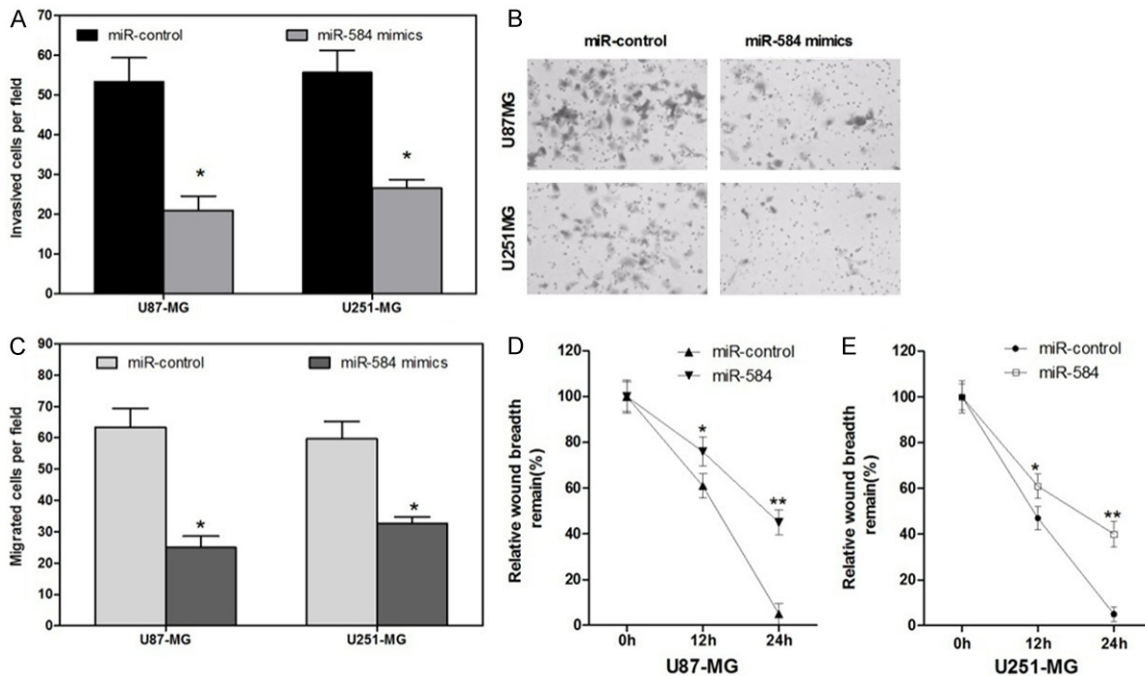 A
Invasived cells per field
70
60
50
40
30
20
10
0
miR-control
miR-584 mimics
*
*
U87-MG
U251-MG
B
miR-control
miR-584 mimics
U87MG
U251MG
C
Migrated cells per field
90
80
70
60
50
40
30
20
10
0
miR-control
miR-584 mimics
*
*
U87-MG
U251-MG
D
Relative wound breadth
remain(%)
120
100
80
60
40
20
0
miR-control
miR-584
*
**
0h
12h
24h
U87-MG
E
Relative wound breadth
remain(%)
120
100
80
60
40
20
0
miR-control
miR-584
*
**
0h
12h
24h
U251-MG